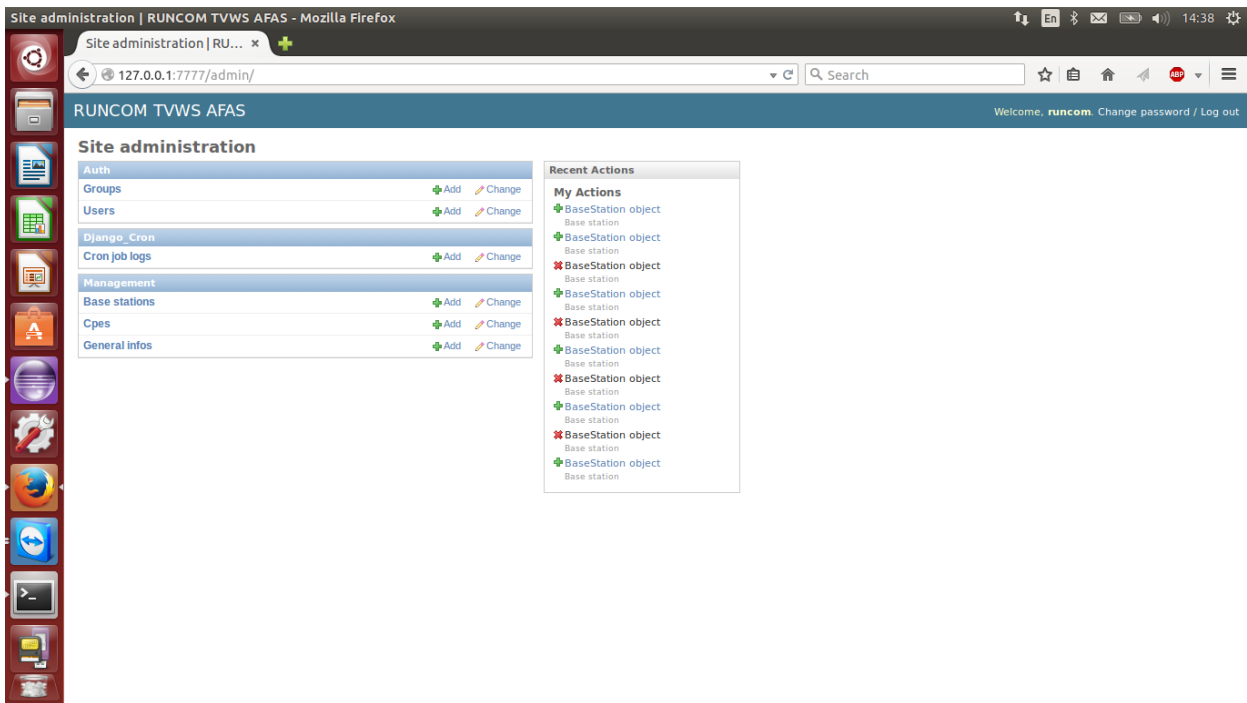 Site administration | RUNCOM TVWS AFAS - Mozilla Firefox
En
14:38
Site administration | RU...
127.0.0.1:7777/admin/
Search
ABP
RUNCOM TVWS AFAS
Welcome, runcom. Change password / Log out
Site administration
Auth
Groups Add Change
Users Add Change
Django_Cron
Cron job logs Add Change
Management
Base stations Add Change
Cpes Add Change
General infos Add Change
Recent Actions
My Actions
BaseStation object
Base station
BaseStation object
Base station
BaseStation object
Base station
BaseStation object
Base station
BaseStation object
Base station
BaseStation object
Base station
BaseStation object
Base station
BaseStation object
Base station
BaseStation object
Base station
BaseStation object
Base station